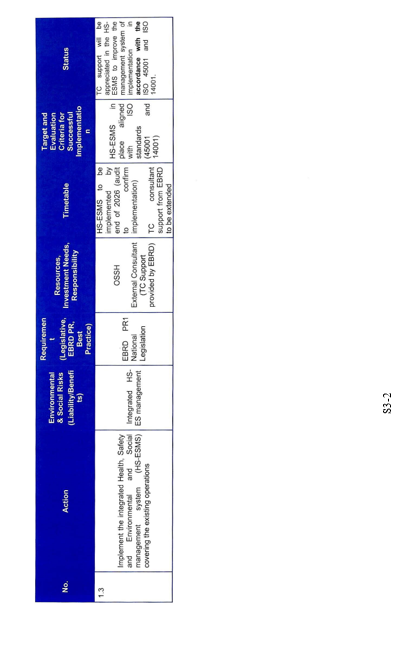 No.
Action
Environmental
& Social Risks
(Liability/Benefi
ts)
Requiremen
t
(Legislative,
EBRD PR,
Best
Practice)
Resources,
Investment Needs,
Responsibility
Timetable
Target and
Evaluation
Criteria for
Successful
Implementatio
n
Status
1.3
Implement the integrated Health, Safety
and Environmental and Social
management system (HS-ESMS)
covering the existing operations
Integrated HS-
ES management
EBRD PR1
National
Legislation
OSSH
External Consultant
(TC Support
provided by EBRD)
HS-ESMS to be
implemented by
end of 2026 (audit
to confirm
implementation)
TC consultant
support from EBRD
to be extended
HS-ESMS in
place aligned
with ISO
standards
(45001 and
14001)
TC support will be
appreciated in the HS-
ESMS to improve the
management system of
implementation in
accordance with the
ISO 45001 and ISO
14001.
S3-2